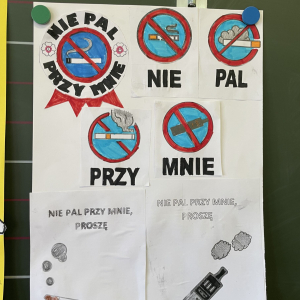 NIE PAL
PRZY MNIE
NIE
PAL
PRZY
MNIE
NIE PAL PRZY MNIE,
PROSZĘ
NIE PAL PRZY MNIE,
PROSZĘ